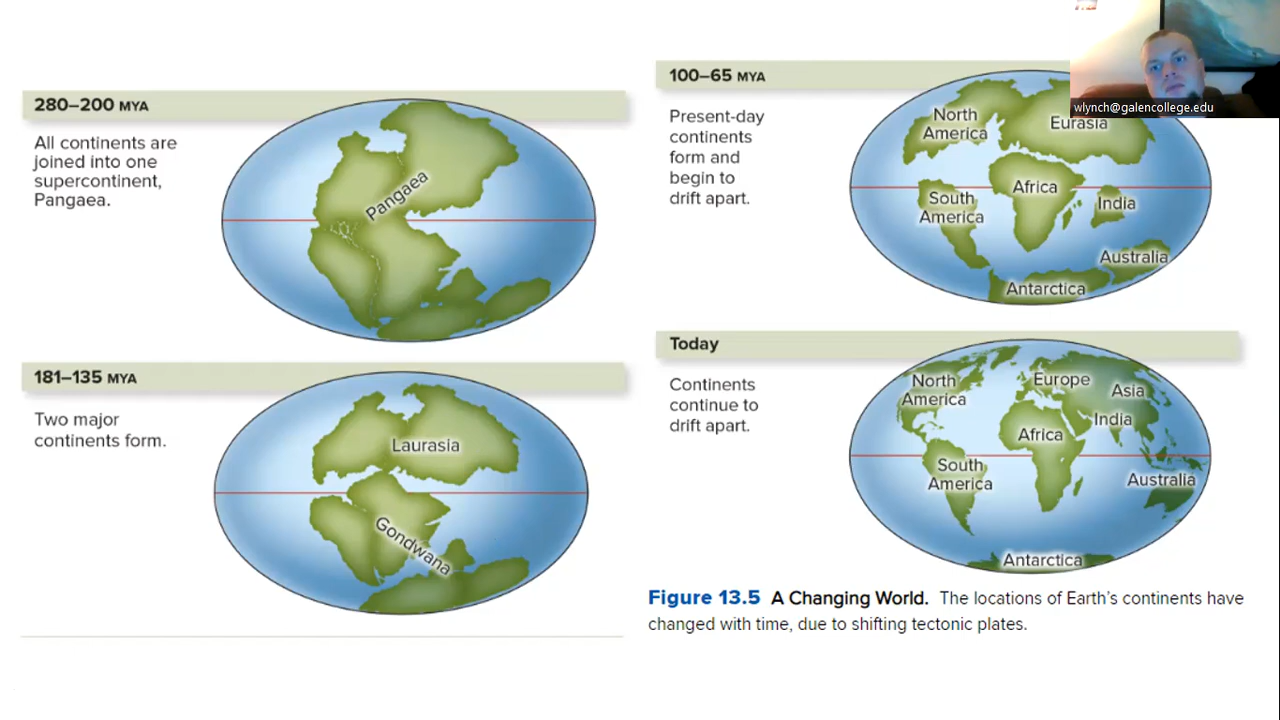 280–200 MYA
All continents are
joined into one
supercontinent,
Pangaea.
Pangaea
181–135 MYA
Two major
continents form.
Laurasia
Gondwana
100–65 MYA
Present-day
continents
form and
begin to
drift apart.
North
America
Eurasia
Africa
South
America
India
Australia
Antarctica
wlynch@galencollege.edu
Today
Continents
continue to
drift apart.
North
America
Europe
Asia
India
Africa
South
America
Australia
Antarctica
Figure 13.5 A Changing World. The locations of Earth's continents have
changed with time, due to shifting tectonic plates.